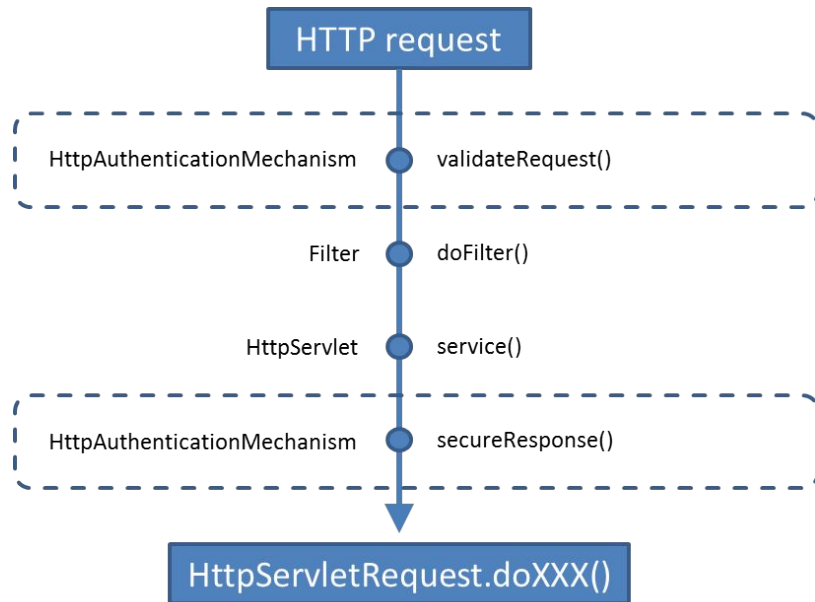 HTTP request
HttpAuthenticationMechanism validateRequest()
Filter doFilter()
HttpServlet service()
HttpAuthenticationMechanism secureResponse()
HttpServletRequest.doXXX()